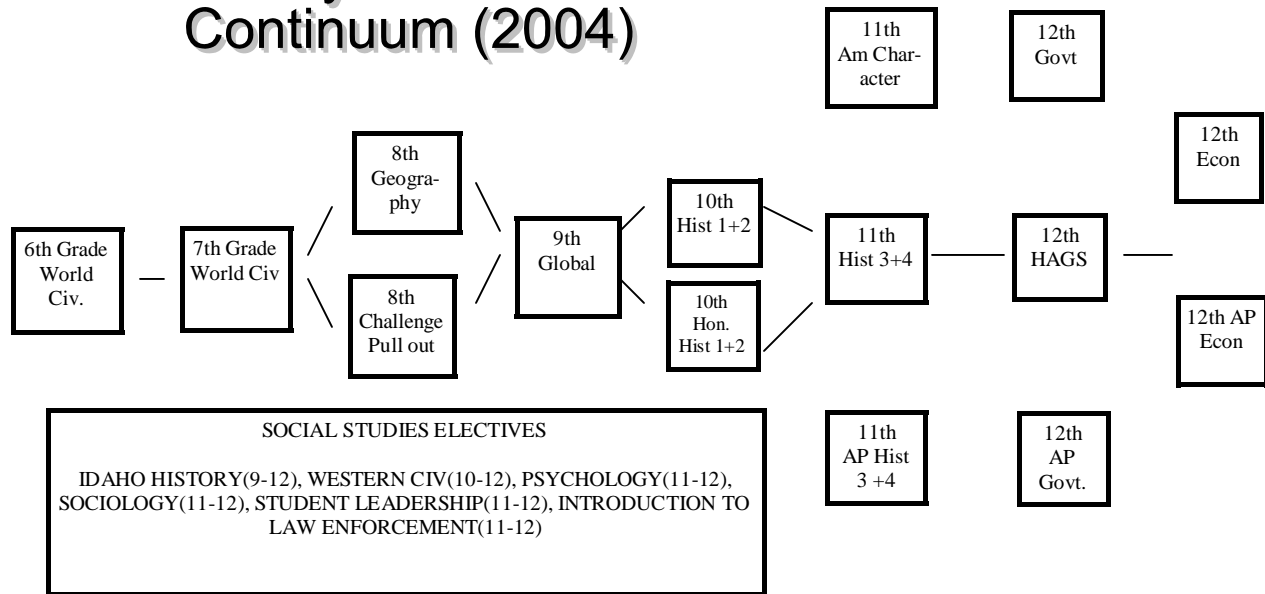 Continuum (2004)
11th
Am Char-
acter
12th
Govt
12th
Econ
8th
Geogra-
phy
10th
Hist 1+2
6th Grade
World
Civ.
7th Grade
World Civ
9th
Global
11th
Hist 3+4
12th
HAGS
8th
Challenge
Pull out
10th
Hon.
Hist 1+2
12th AP
Econ
11th
AP Hist
3 +4
12th
AP
Govt.
SOCIAL STUDIES ELECTIVES
IDAHO HISTORY(9-12), WESTERN CIV(10-12), PSYCHOLOGY(11-12),
SOCIOLOGY(11-12), STUDENT LEADERSHIP(11-12), INTRODUCTION TO
LAW ENFORCEMENT(11-12)